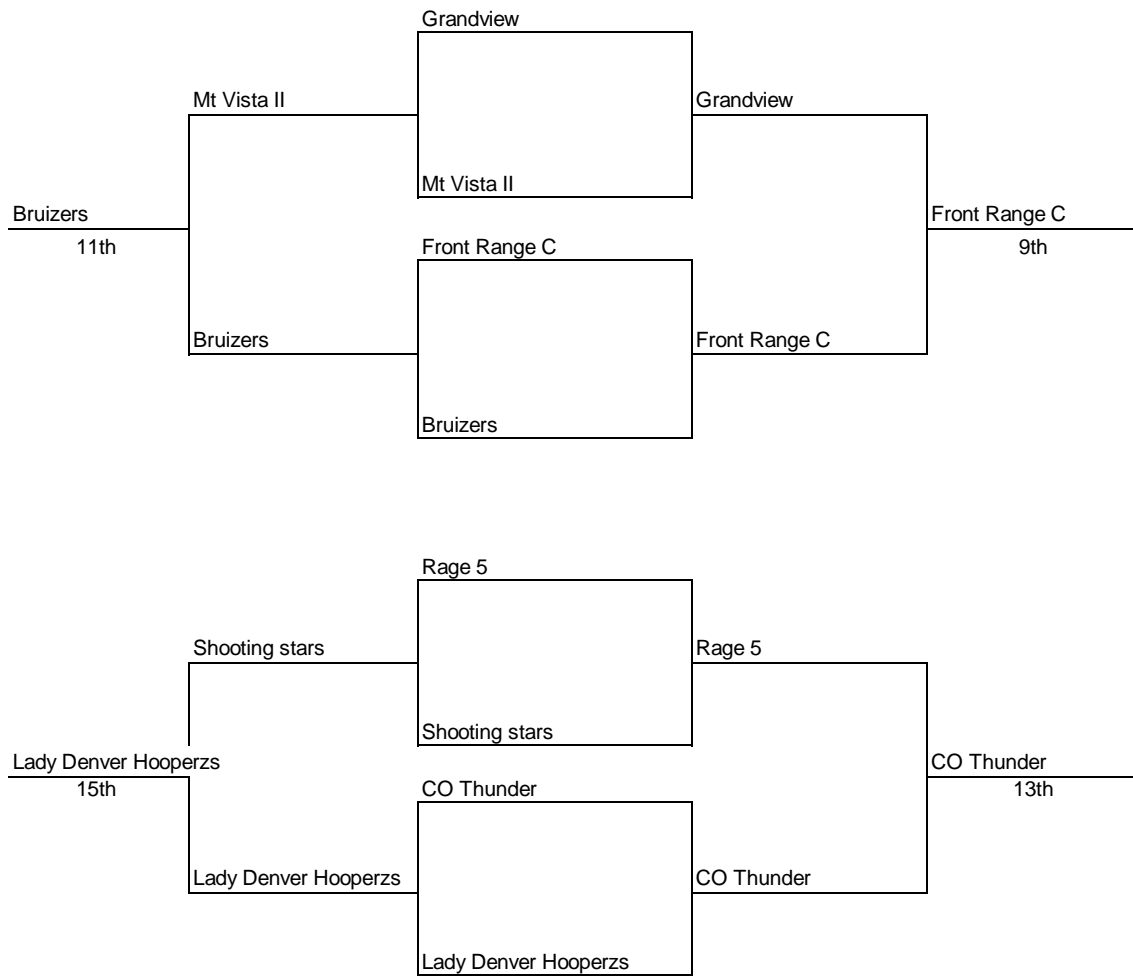 Grandview
Mt Vista II
Grandview
Mt Vista II
Bruizers
Front Range C
11th
Front Range C
9th
Bruizers
Front Range C
Bruizers
Rage 5
Shooting stars
Rage 5
Shooting stars
Lady Denver Hooperzs
CO Thunder
15th
CO Thunder
13th
Lady Denver Hooperzs
CO Thunder
Lady Denver Hooperzs